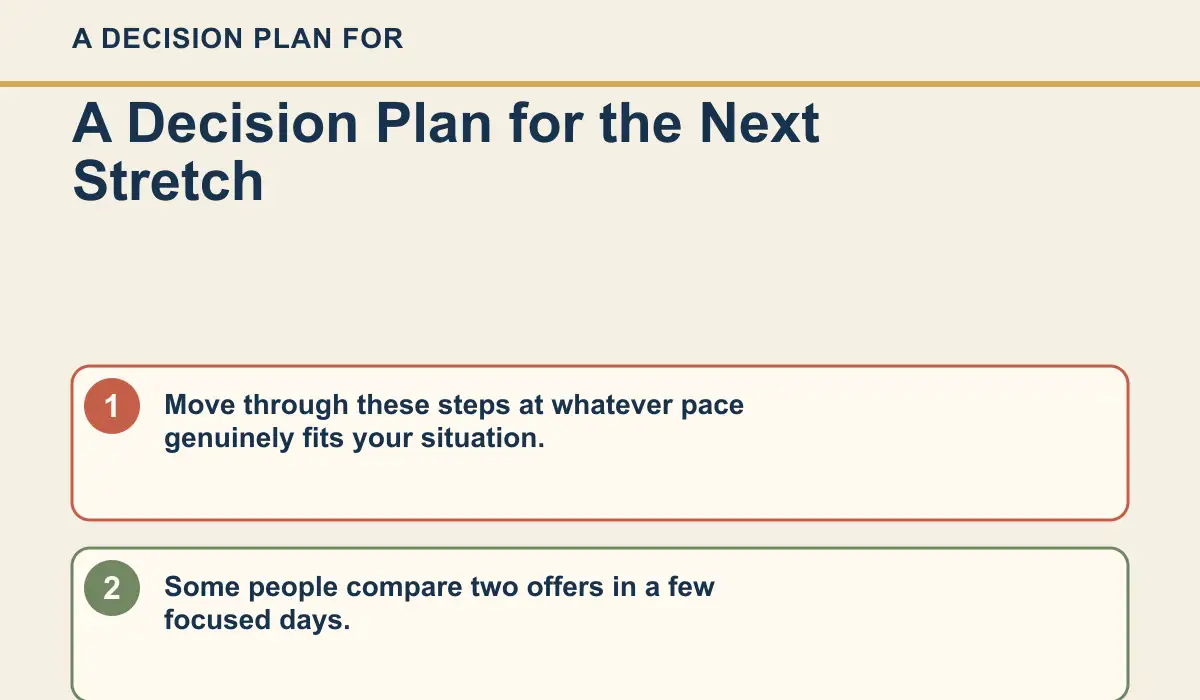 A DECISION PLAN FOR
A Decision Plan for the Next
Stretch
1
Move through these steps at whatever pace
genuinely fits your situation.
2
Some people compare two offers in a few
focused days.